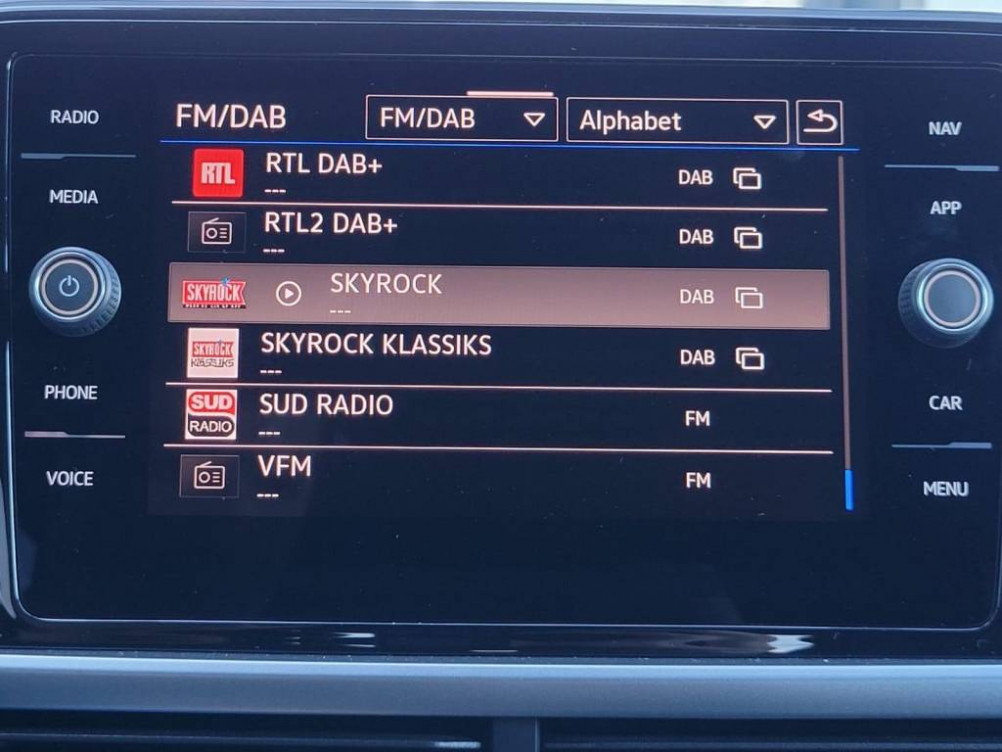 RADIO
MEDIA
PHONE
VOICE
FM/DAB
FM/DAB
Alphabet
RTL
RTL DAB+
---
DAB
RTL2 DAB+
---
DAB
SKYROCK
SKYROCK
---
DAB
SKYROCK
KLASSIKS
SKYROCK KLASSIKS
---
DAB
SUD
RADIO
SUD RADIO
---
FM
VFM
---
FM
NAV
APP
CAR
MENU